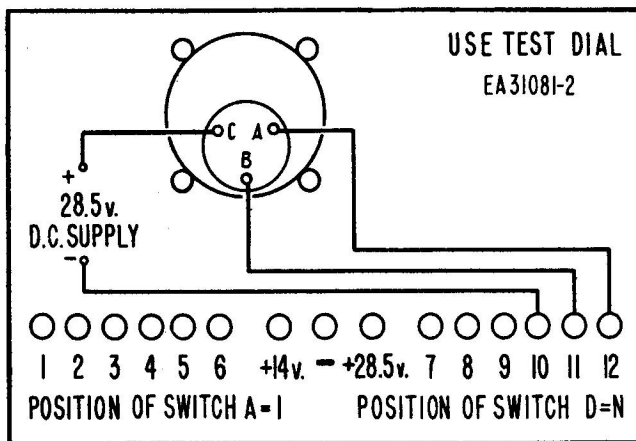 USE TEST DIAL
EA31081-2
C A
B
+
28.5v.
D.C. SUPPLY
-
1 2 3 4 5 6 +14v. - +28.5v. 7 8 9 10 11 12
POSITION OF SWITCH A=1 POSITION OF SWITCH D=N